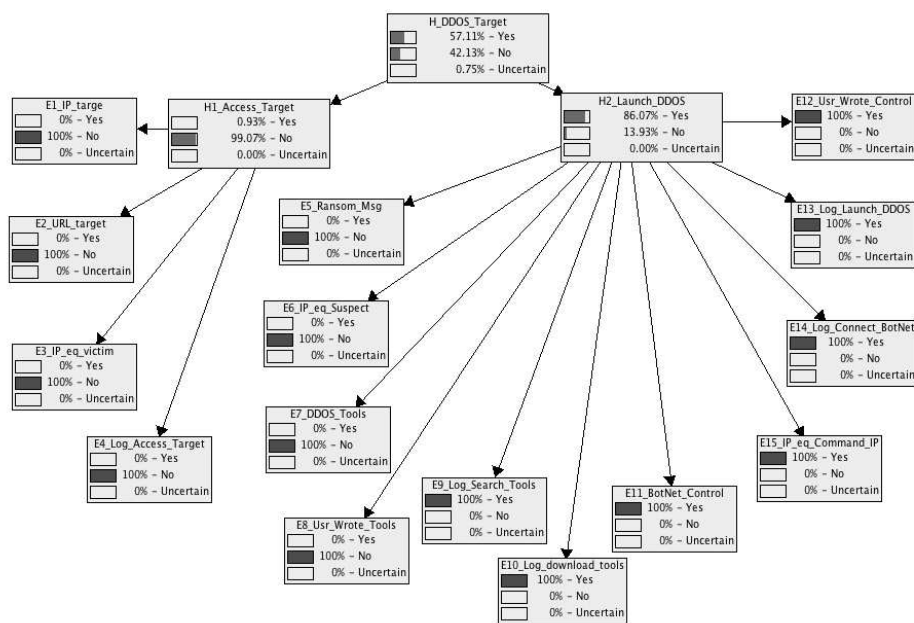 H_DDOS_Target
57.11% - Yes
42.13% - No
0.75% - Uncertain
E1_IP_targe
0% - Yes
100% - No
0% - Uncertain
H1_Access_Target
0.93% - Yes
99.07% - No
0.00% - Uncertain
H2_Launch_DDOS
86.07% - Yes
13.93% - No
0.00% - Uncertain
E12_Usr_Wrote_Control
100% - Yes
0% - No
0% - Uncertain
E2_URL_target
0% - Yes
100% - No
0% - Uncertain
E5_Ransom_Msg
0% - Yes
100% - No
0% - Uncertain
E13_Log_Launch_DDOS
100% - Yes
0% - No
0% - Uncertain
E3_IP_eq_victim
0% - Yes
100% - No
0% - Uncertain
E6_IP_eq_Suspect
0% - Yes
100% - No
0% - Uncertain
E14_Log_Connect_BotNet
100% - Yes
0% - No
0% - Uncertain
E4_Log_Access_Target
0% - Yes
100% - No
0% - Uncertain
E7_DDOS_Tools
0% - Yes
100% - No
0% - Uncertain
E15_IP_eq_Command_IP
100% - Yes
0% - No
0% - Uncertain
E8_Usr_Wrote_Tools
0% - Yes
100% - No
0% - Uncertain
E9_Log_Search_Tools
100% - Yes
0% - No
0% - Uncertain
E11_BotNet_Control
100% - Yes
0% - No
0% - Uncertain
E10_Log_download_tools
100% - Yes
0% - No
0% - Uncertain